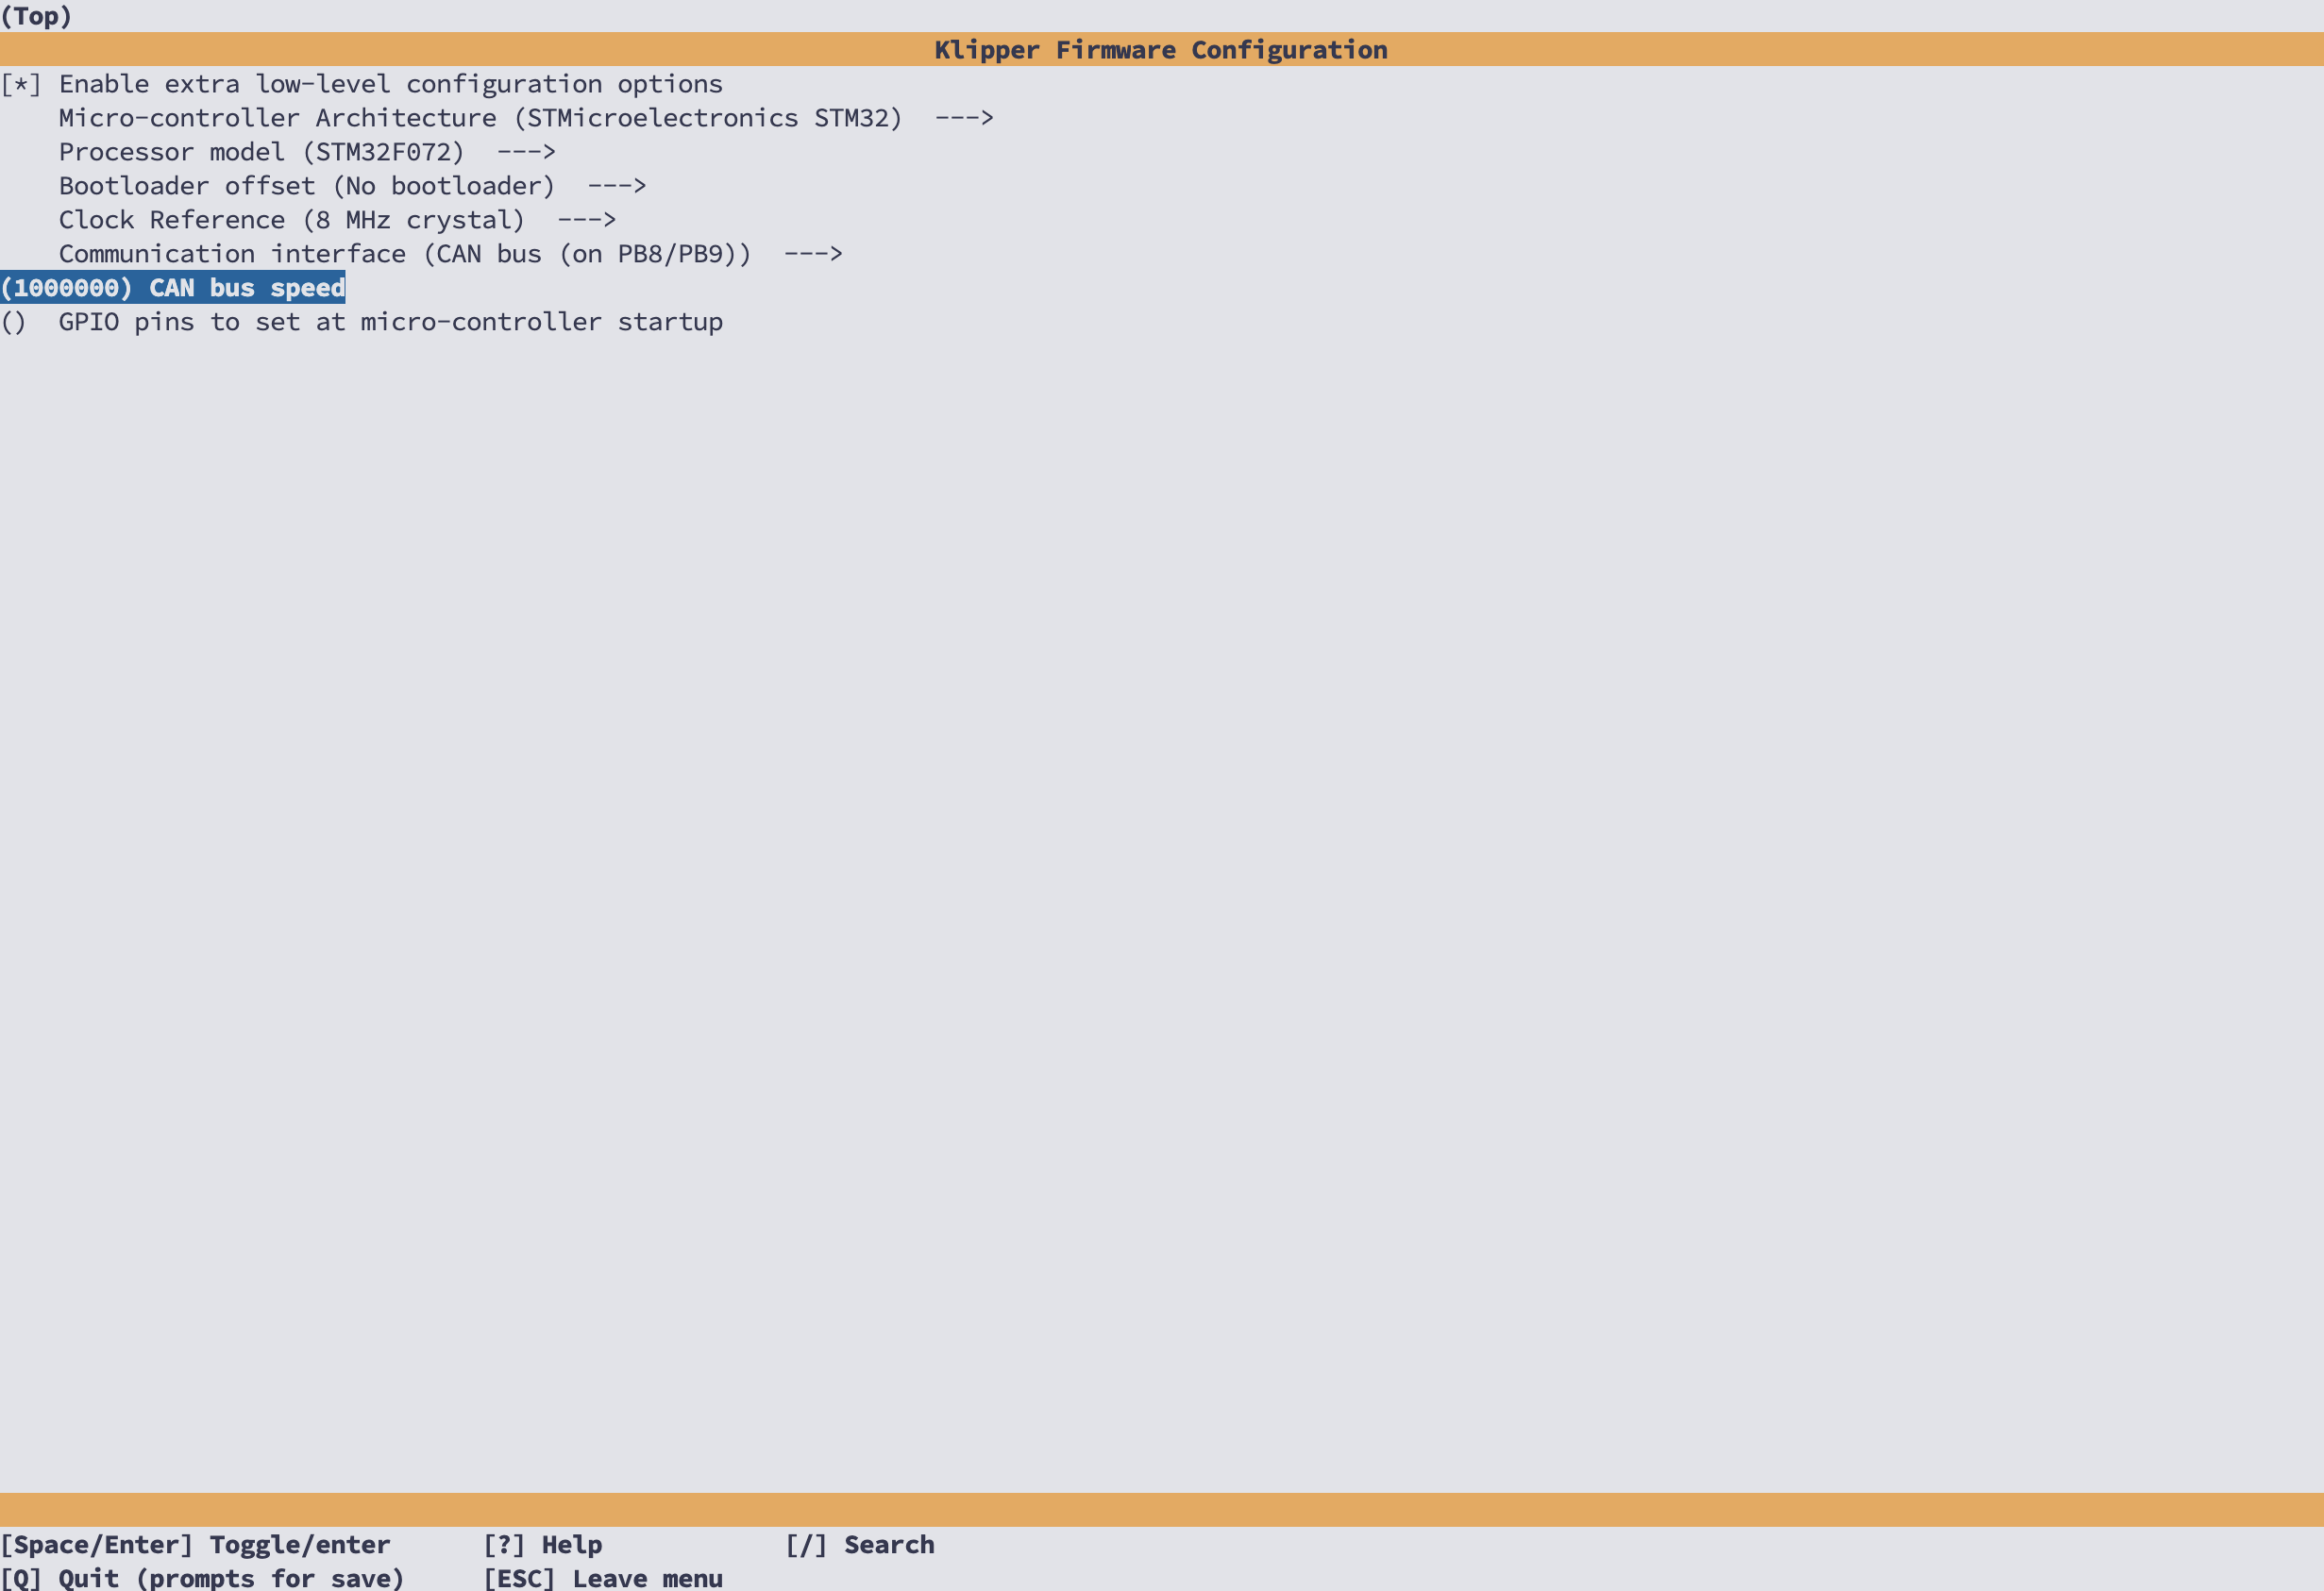 (Top)
Klipper Firmware Configuration
[*] Enable extra low-level configuration options
    Micro-controller Architecture (STMicroelectronics STM32)  --->
    Processor model (STM32F072)  --->
    Bootloader offset (No bootloader)  --->
    Clock Reference (8 MHz crystal)  --->
    Communication interface (CAN bus (on PB8/PB9))  --->
(1000000) CAN bus speed
()  GPIO pins to set at micro-controller startup
[Space/Enter] Toggle/enter      [?] Help            [/] Search
[Q] Quit (prompts for save)     [ESC] Leave menu